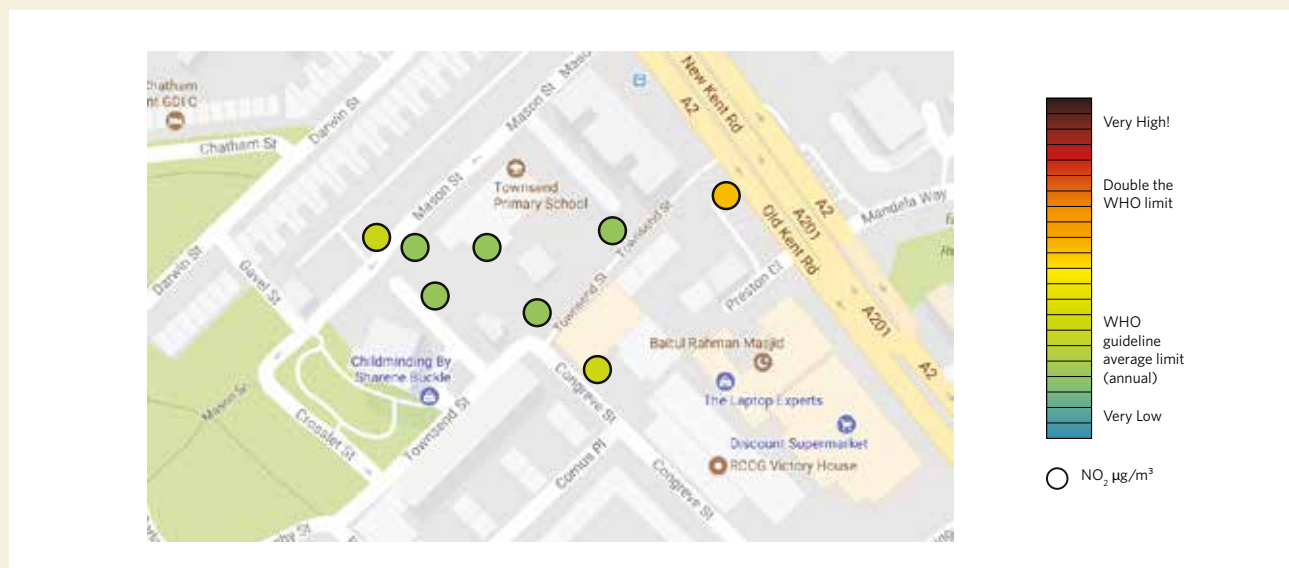 Chatham St
Darwin St
Darwin St
Mason St
Mason St
Townsend
Primary School
New Kent Rd
A2
A2
Old Kent Rd
A201
A201
A2
Mandela Way
Preston Cl
Townsend St
Townsend St
Townsend St
Gavel St
Mason St
Crosslet St
Childminding By
Sharene Buckle
Congreve St
Congreve St
Comus Pl
Baitul Rahman Masjid
The Laptop Experts
Discount Supermarket
RCCG Victory House
Very High!
Double the
WHO limit
WHO
guideline
average limit
(annual)
Very Low
NO₂ µg/m³